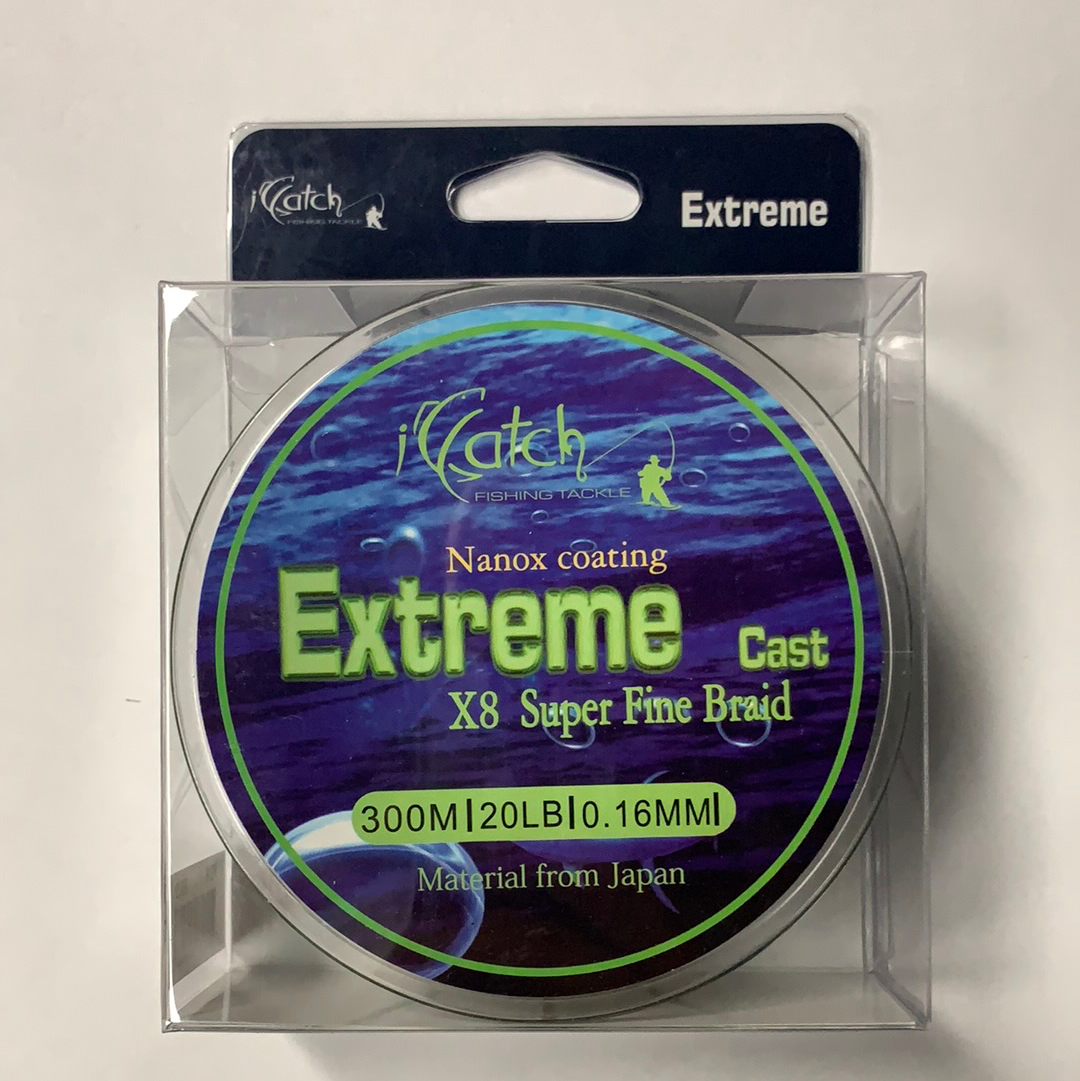 iCatch
FISHING TACKLE
Extreme
iCatch
FISHING TACKLE
Nanox coating
Extreme Cast
X8 Super Fine Braid
300M|20LB|0.16MM|
Material from Japan